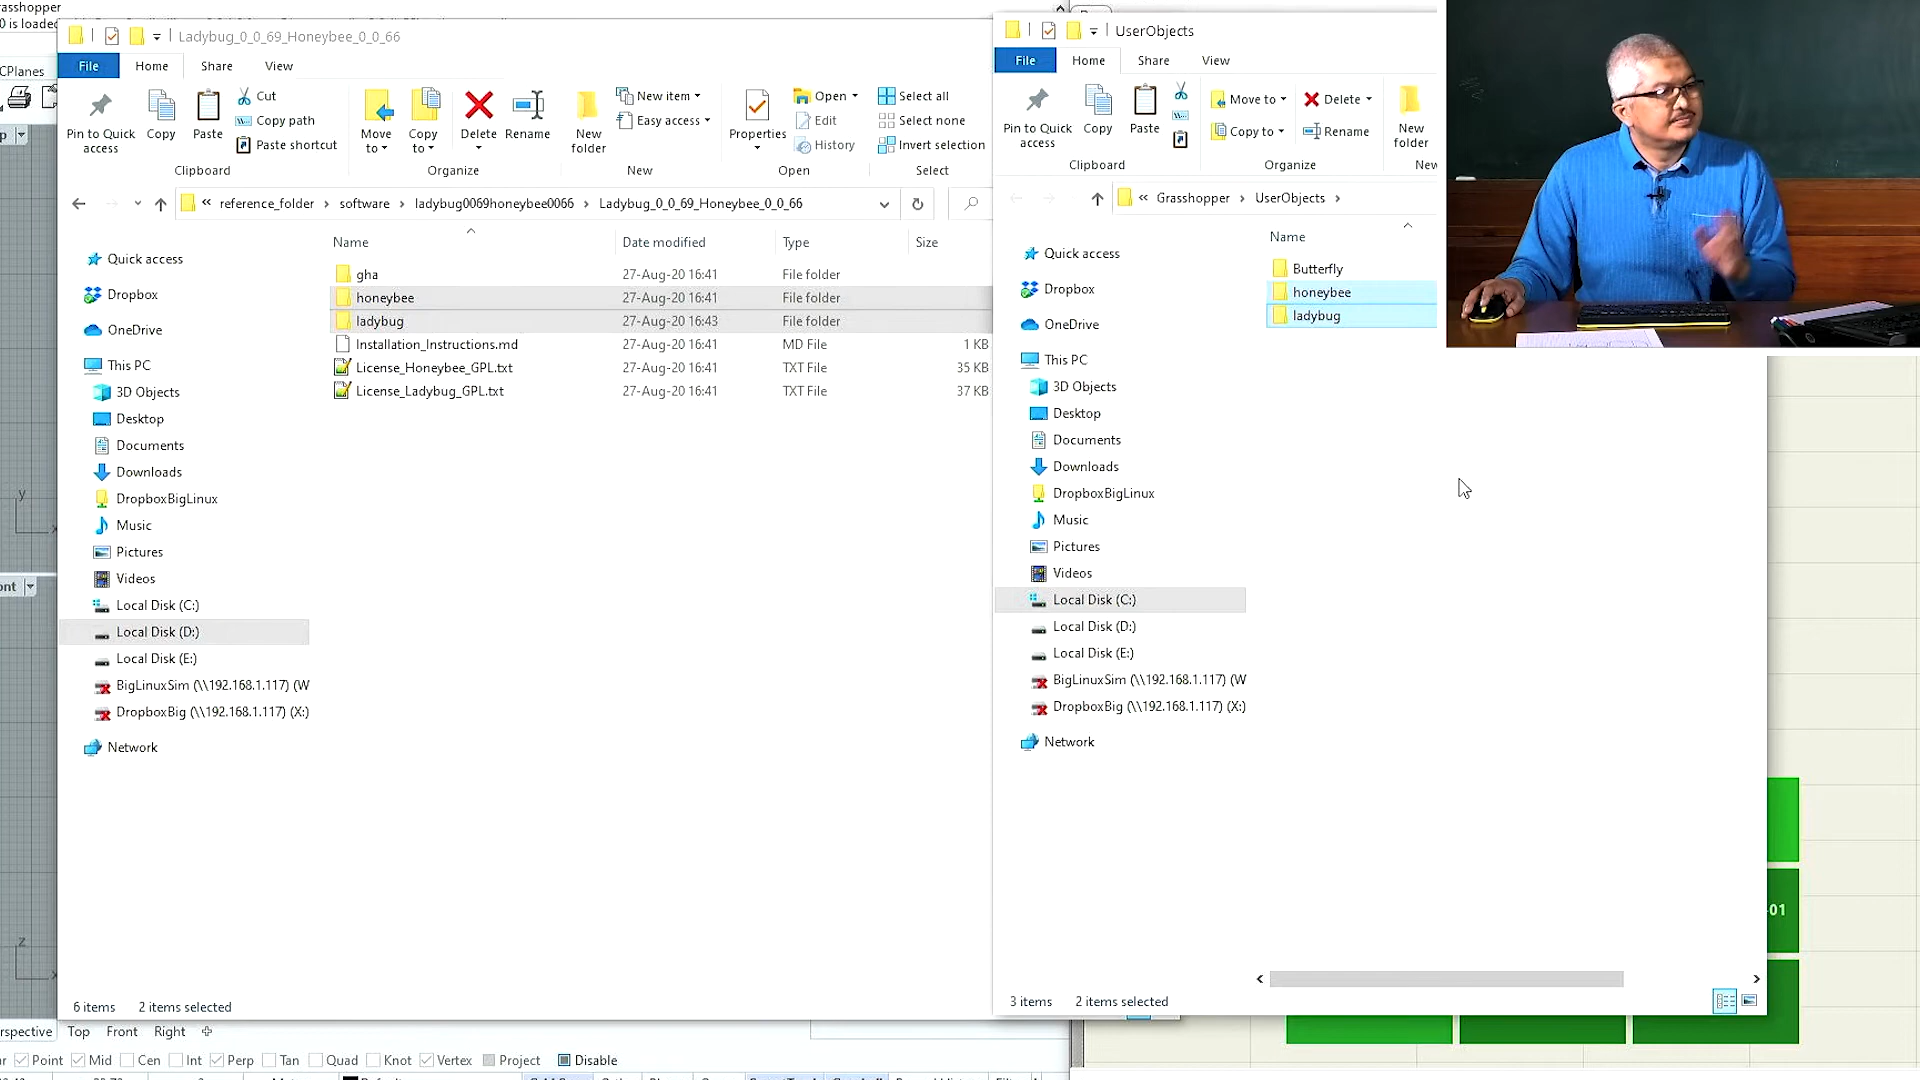 rasshopper
0 is loaded
CPlanes
Ladybug_0_0_69_Honeybee_0_0_66
File Home Share View
Pin to Quick access
Copy
Paste
Cut
Copy path
Paste shortcut
Clipboard
Move to
Copy to
Delete
Rename
Organize
New folder
New item
Easy access
New
Properties
Open
Edit
History
Open
Select all
Select none
Invert selection
Select
« reference_folder › software › ladybug0069honeybee0066 › Ladybug_0_0_69_Honeybee_0_0_66
Name Date modified Type Size
gha 27-Aug-20 16:41 File folder
honeybee 27-Aug-20 16:41 File folder
ladybug 27-Aug-20 16:43 File folder
Installation_Instructions.md 27-Aug-20 16:41 MD File 1 KB
License_Honeybee_GPL.txt 27-Aug-20 16:41 TXT File 35 KB
License_Ladybug_GPL.txt 27-Aug-20 16:41 TXT File 37 KB
Quick access
Dropbox
OneDrive
This PC
3D Objects
Desktop
Documents
Downloads
DropboxBigLinux
Music
Pictures
Videos
Local Disk (C:)
Local Disk (D:)
Local Disk (E:)
BigLinuxSim (\\192.168.1.117) (W
DropboxBig (\\192.168.1.117) (X:)
Network
6 items 2 items selected
UserObjects
File Home Share View
Pin to Quick access
Copy
Paste
Clipboard
Move to
Copy to
Delete
Rename
Organize
New folder
New
« Grasshopper › UserObjects ›
Name
Butterfly
honeybee
ladybug
Quick access
Dropbox
OneDrive
This PC
3D Objects
Desktop
Documents
Downloads
DropboxBigLinux
Music
Pictures
Videos
Local Disk (C:)
Local Disk (D:)
Local Disk (E:)
BigLinuxSim (\\192.168.1.117) (W
DropboxBig (\\192.168.1.117) (X:)
Network
3 items 2 items selected
-01
p
ont
y
x
z
x
rspective Top Front Right
r Point Mid Cen Int Perp Tan Quad Knot Vertex Project Disable